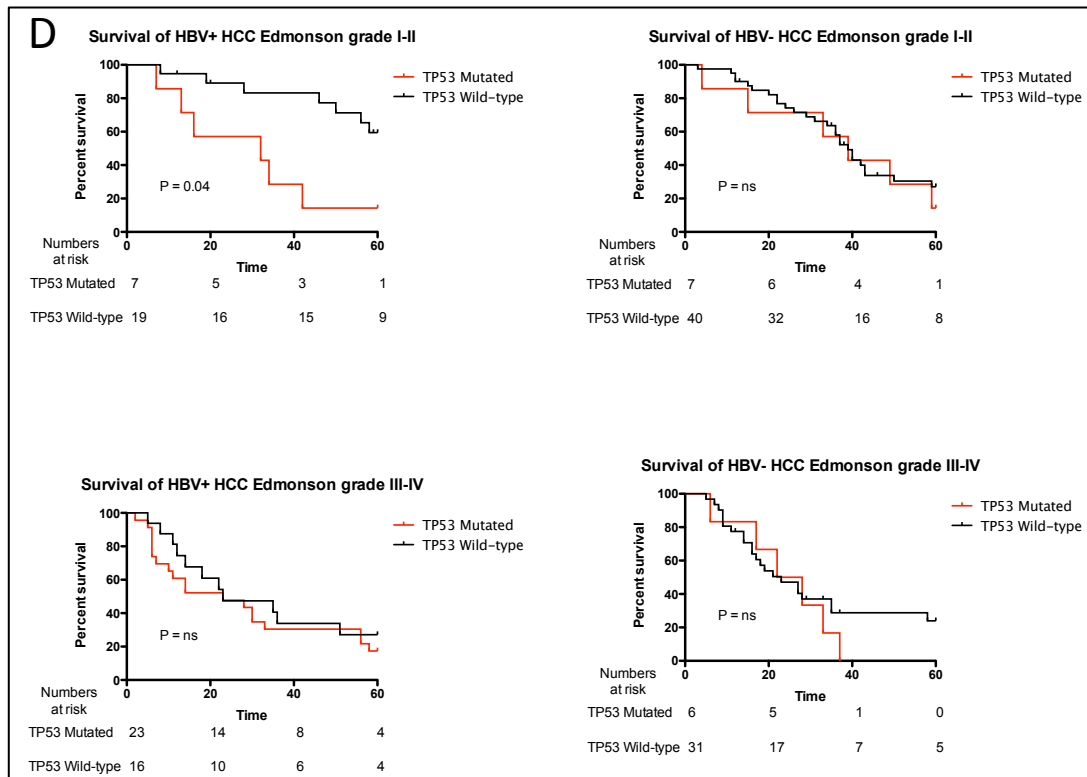 D
Survival of HBV+ HCC Edmonson grade I-II
Percent survival
100
80
60
40
20
0
TP53 Mutated
TP53 Wild-type
P = 0.04
0 20 40 60
Time
Numbers
at risk
TP53 Mutated 7 5 3 1
TP53 Wild-type 19 16 15 9
Survival of HBV- HCC Edmonson grade I-II
Percent survival
100
80
60
40
20
0
TP53 Mutated
TP53 Wild-type
P = ns
0 20 40 60
Time
Numbers
at risk
TP53 Mutated 7 6 4 1
TP53 Wild-type 40 32 16 8
Survival of HBV+ HCC Edmonson grade III-IV
Percent survival
100
80
60
40
20
0
TP53 Mutated
TP53 Wild-type
P = ns
0 20 40 60
Time
Numbers
at risk
TP53 Mutated 23 14 8 4
TP53 Wild-type 16 10 6 4
Survival of HBV- HCC Edmonson grade III-IV
Percent survival
100
80
60
40
20
0
TP53 Mutated
TP53 Wild-type
P = ns
0 20 40 60
Time
Numbers
at risk
TP53 Mutated 6 5 1 0
TP53 Wild-type 31 17 7 5